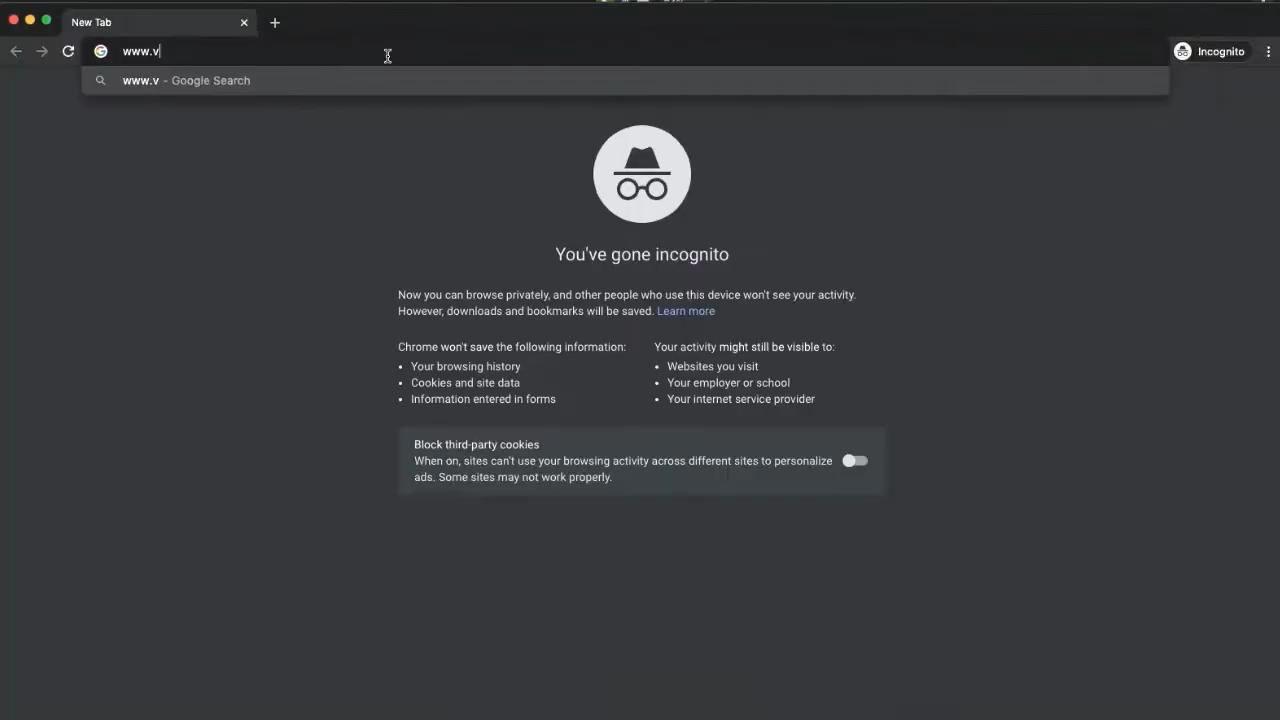 New Tab
www.v
Incognito
www.v - Google Search
You've gone incognito
Now you can browse privately, and other people who use this device won't see your activity.
However, downloads and bookmarks will be saved. Learn more
Chrome won't save the following information:
Your browsing history
Cookies and site data
Information entered in forms
Your activity might still be visible to:
Websites you visit
Your employer or school
Your internet service provider
Block third-party cookies
When on, sites can't use your browsing activity across different sites to personalize
ads. Some sites may not work properly.